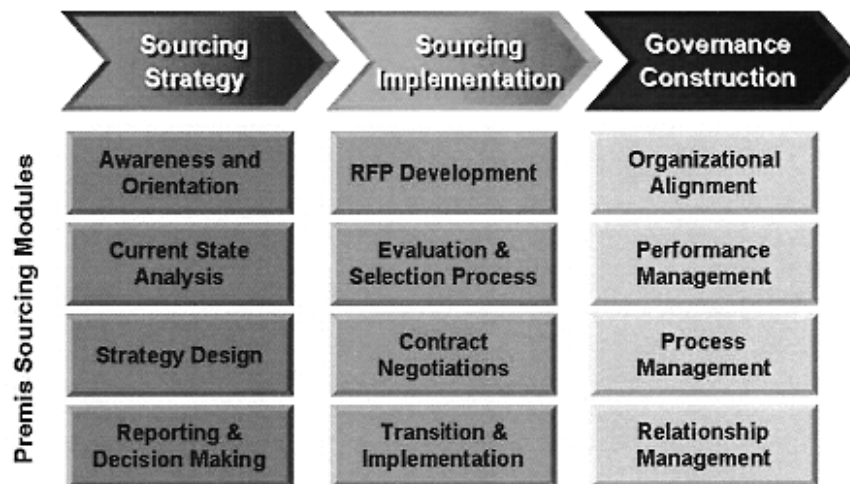 Sourcing
Strategy
Sourcing
Implementation
Governance
Construction
Premis Sourcing Modules
Awareness and
Orientation
RFP Development
Organizational
Alignment
Current State
Analysis
Evaluation &
Selection Process
Performance
Management
Strategy Design
Contract
Negotiations
Process
Management
Reporting &
Decision Making
Transition &
Implementation
Relationship
Management